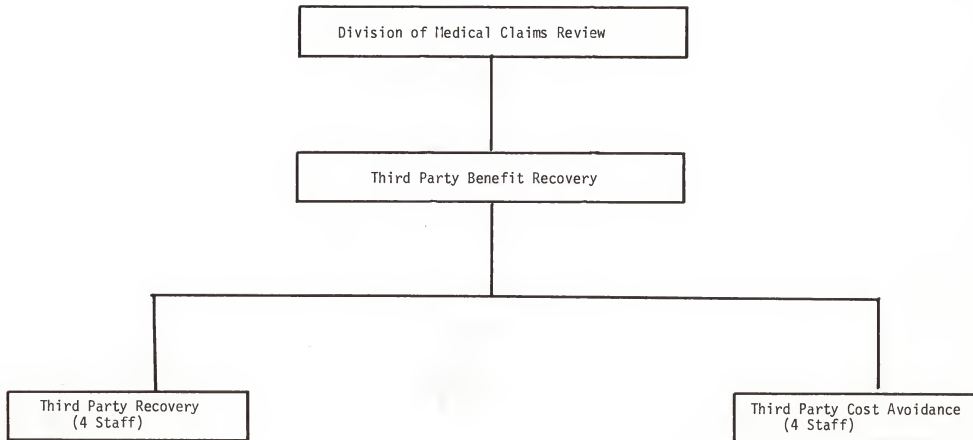 Division of Medical Claims Review
Third Party Benefit Recovery
Third Party Recovery
(4 Staff)
Third Party Cost Avoidance
(4 Staff)